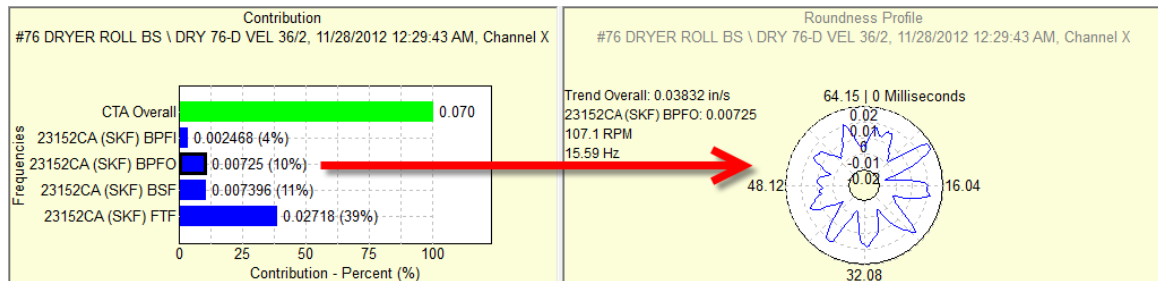 Contribution
#76 DRYER ROLL BS \ DRY 76-D VEL 36/2, 11/28/2012 12:29:43 AM, Channel X
Frequencies
CTA Overall
0.070
23152CA (SKF) BPFI
0.002468 (4%)
23152CA (SKF) BPFO
0.00725 (10%)
23152CA (SKF) BSF
0.007396 (11%)
23152CA (SKF) FTF
0.02718 (39%)
0 25 50 75 100
Contribution - Percent (%)
Roundness Profile
#76 DRYER ROLL BS \ DRY 76-D VEL 36/2, 11/28/2012 12:29:43 AM, Channel X
Trend Overall: 0.03832 in/s
23152CA (SKF) BPFO: 0.00725
107.1 RPM
15.59 Hz
64.15 | 0 Milliseconds
0.02
0.01
0
-0.01
-0.02
48.12
16.04
32.08